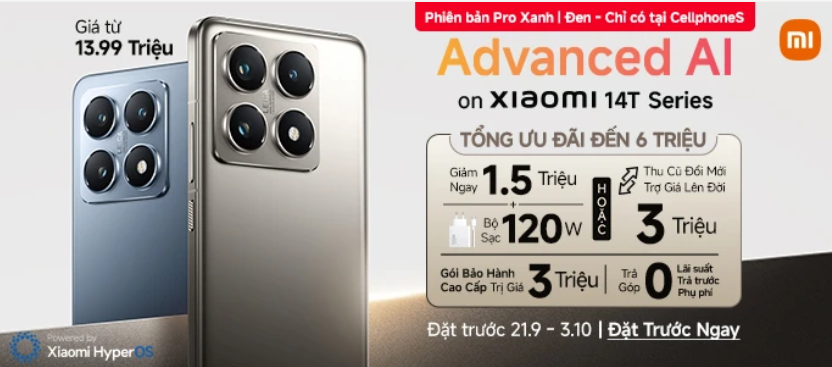 Giá từ
13.99 Triệu
Phiên bản Pro Xanh | Đen - Chỉ có tại CellphoneS
Advanced AI
on xiaomi 14T Series
TỔNG ƯU ĐÃI ĐẾN 6 TRIỆU
Giảm Ngay 1.5 Triệu
+
Bộ Sạc 120W
HOẶC
Thu Cũ Đổi Mới
Trợ Giá Lên Đời
3 Triệu
Gói Bảo Hành
Cao Cấp Trị Giá 3 Triệu
Trả Góp 0
Lãi suất
Trả trước
Phụ phí
Đặt trước 21.9 - 3.10 | Đặt Trước Ngay
Powered by
Xiaomi HyperOS
mi